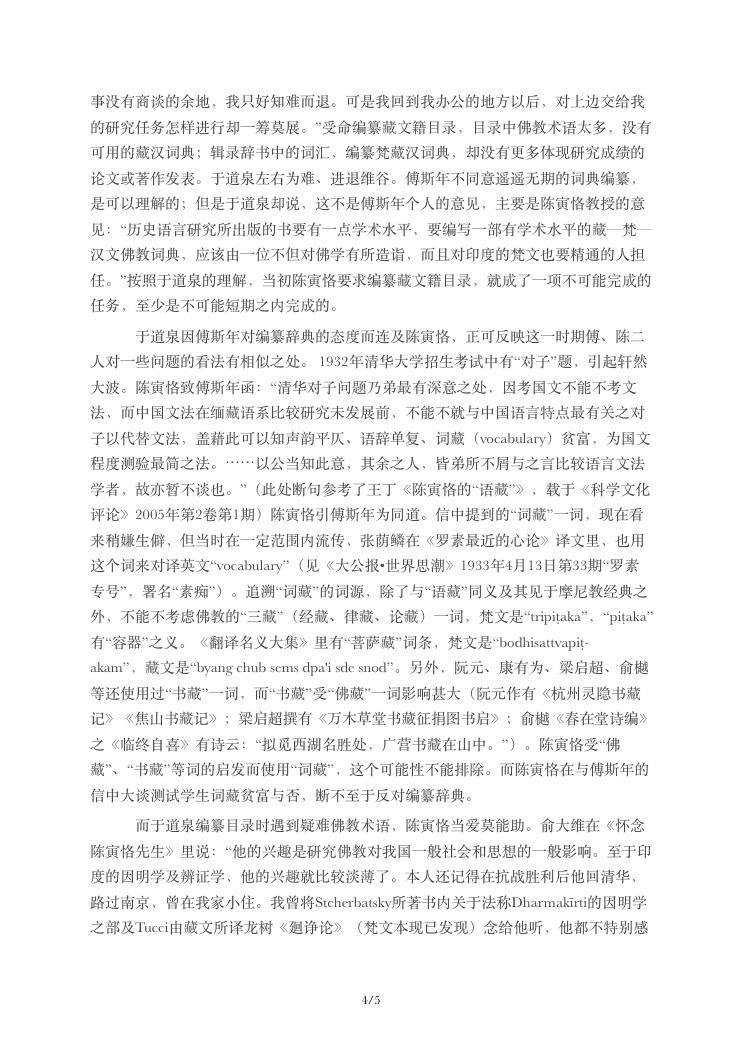 事没有商谈的余地，我只好知难而退。可是我回到我办公的地方以后，对上边交给我
的研究任务怎样进行却一筹莫展。”受命编纂藏文籍目录，目录中佛教术语太多，没有
可用的藏汉词典；辑录辞书中的词汇，编纂梵藏汉词典，却没有更多体现研究成绩的
论文或著作发表。于道泉左右为难、进退维谷。傅斯年不同意遥遥无期的词典编纂，
是可以理解的；但是于道泉却说，这不是傅斯年个人的意见，主要是陈寅恪教授的意
见：“历史语言研究所出版的书要有一点学术水平，要编写一部有学术水平的藏—梵—
汉文佛教词典，应该由一位不但对佛学有所造诣，而且对印度的梵文也要精通的人担
任。”按照于道泉的理解，当初陈寅恪要求编纂藏文籍目录，就成了一项不可能完成的
任务，至少是不可能短期之内完成的。
于道泉因傅斯年对编纂辞典的态度而连及陈寅恪，正可反映这一时期傅、陈二
人对一些问题的看法有相似之处。 1932年清华大学招生考试中有“对子”题，引起轩然
大波。陈寅恪致傅斯年函：“清华对子问题乃弟最有深意之处，因考国文不能不考文
法，而中国文法在缅藏语系比较研究未发展前，不能不就与中国语言特点最有关之对
子以代替文法，盖藉此可以知声韵平仄、语辞单复、词藏（vocabulary）贫富，为国文
程度测验最简之法。……以公当知此意，其余之人，皆弟所不屑与之言比较语言文法
学者，故亦暂不谈也。”（此处断句参考了王丁《陈寅恪的“语藏”》，载于《科学文化
评论》2005年第2卷第1期）陈寅恪引傅斯年为同道。信中提到的“词藏”一词，现在看
来稍嫌生僻，但当时在一定范围内流传，张荫麟在《罗素最近的心论》译文里，也用
这个词来对译英文“vocabulary”（见《大公报•世界思潮》1933年4月13日第33期“罗素
专号”，署名“素痴”）。追溯“词藏”的词源，除了与“语藏”同义及其见于摩尼教经典之
外，不能不考虑佛教的“三藏”（经藏、律藏、论藏）一词，梵文是“tripiṭaka”，“piṭaka”
有“容器”之义。《翻译名义大集》里有“菩萨藏”词条，梵文是“bodhisattvapiṭ-
akam”，藏文是“byang chub sems dpa'i sde snod”。另外，阮元、康有为、梁启超、俞樾
等还使用过“书藏”一词，而“书藏”受“佛藏”一词影响甚大（阮元作有《杭州灵隐书藏
记》《焦山书藏记》；梁启超撰有《万木草堂书藏征捐图书启》；俞樾《春在堂诗编》
之《临终自喜》有诗云：“拟觅西湖名胜处，广营书藏在山中。”）。陈寅恪受“佛
藏”、“书藏”等词的启发而使用“词藏”，这个可能性不能排除。而陈寅恪在与傅斯年的
信中大谈测试学生词藏贫富与否，断不至于反对编纂辞典。
而于道泉编纂目录时遇到疑难佛教术语，陈寅恪当爱莫能助。俞大维在《怀念
陈寅恪先生》里说：“他的兴趣是研究佛教对我国一般社会和思想的一般影响。至于印
度的因明学及辨证学，他的兴趣就比较淡薄了。本人还记得在抗战胜利后他回清华，
路过南京，曾在我家小住。我曾将Stcherbatsky所著书内关于法称Dharmakīrti的因明学
之部及Tucci由藏文所译龙树《廻诤论》（梵文本现已发现）念给他听，他都不特别感
4/5